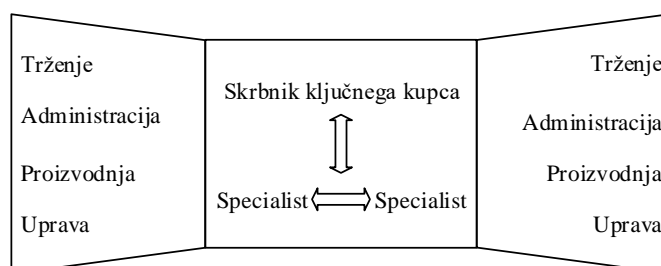 Trženje
Administracija
Proizvodnja
Uprava
Skrbnik ključnega kupca
Specialist Specialist
Trženje
Administracija
Proizvodnja
Uprava